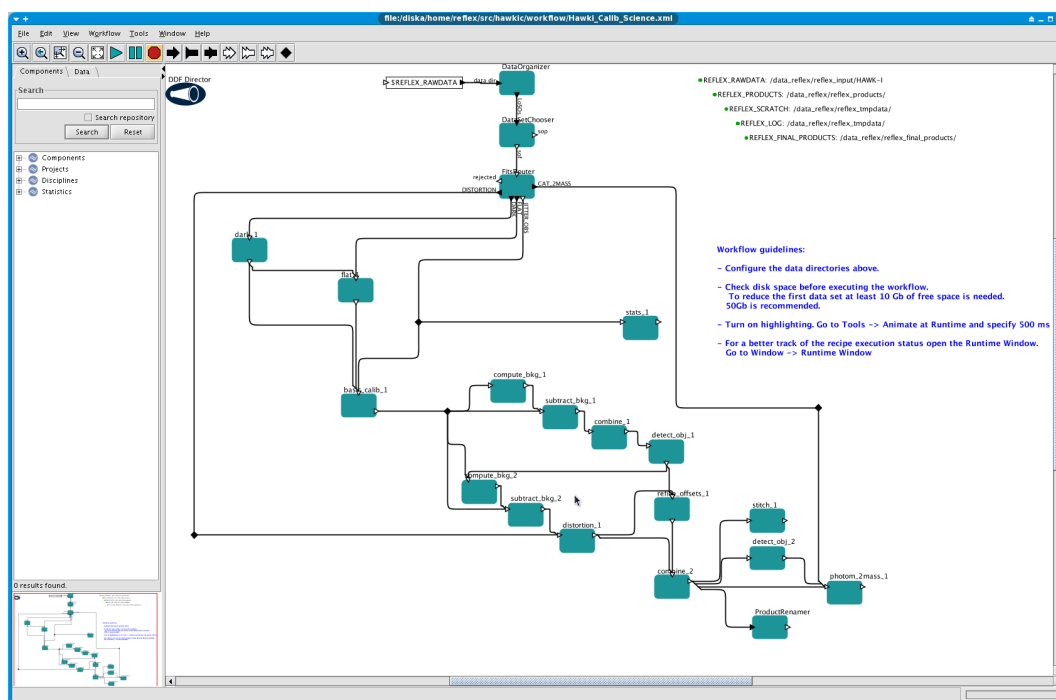 file:/diska/home/reflex/src/hawkic/workflow/Hawki_Calib_Science.xml
File Edit View Workflow Tools Window Help
Components Data
Search
Search repository
Search Reset
Components
Projects
Disciplines
Statistics
0 results found.
DDF Director
$REFLEX_RAWDATA
data dir
DataOrganizer
LoSOs
DataSetChooser
sop
sof
FitsRouter
rejected
DISTORTION
CAT_2MASS
DARK
FLAT
REFLEX_RAWDATA: /data_reflex/reflex_input/HAWK-I
REFLEX_PRODUCTS: /data_reflex/reflex_products/
REFLEX_SCRATCH: /data_reflex/reflex_tmpdata/
REFLEX_LOG: /data_reflex/reflex_tmpdata/
REFLEX_FINAL_PRODUCTS: /data_reflex/reflex_final_products/
Workflow guidelines:
- Configure the data directories above.
- Check disk space before executing the workflow.
To reduce the first data set at least 10 Gb of free space is needed.
50Gb is recommended.
- Turn on highlighting. Go to Tools -> Animate at Runtime and specify 500 ms
- For a better track of the recipe execution status open the Runtime Window.
Go to Window -> Runtime Window
dark_1
flat_1
stats_1
basic_calib_1
compute_bkg_1
subtract_bkg_1
combine_1
detect_obj_1
compute_bkg_2
subtract_bkg_2
refine_offsets_1
distortion_1
stitch_1
detect_obj_2
combine_2
photom_2mass_1
ProductRenamer